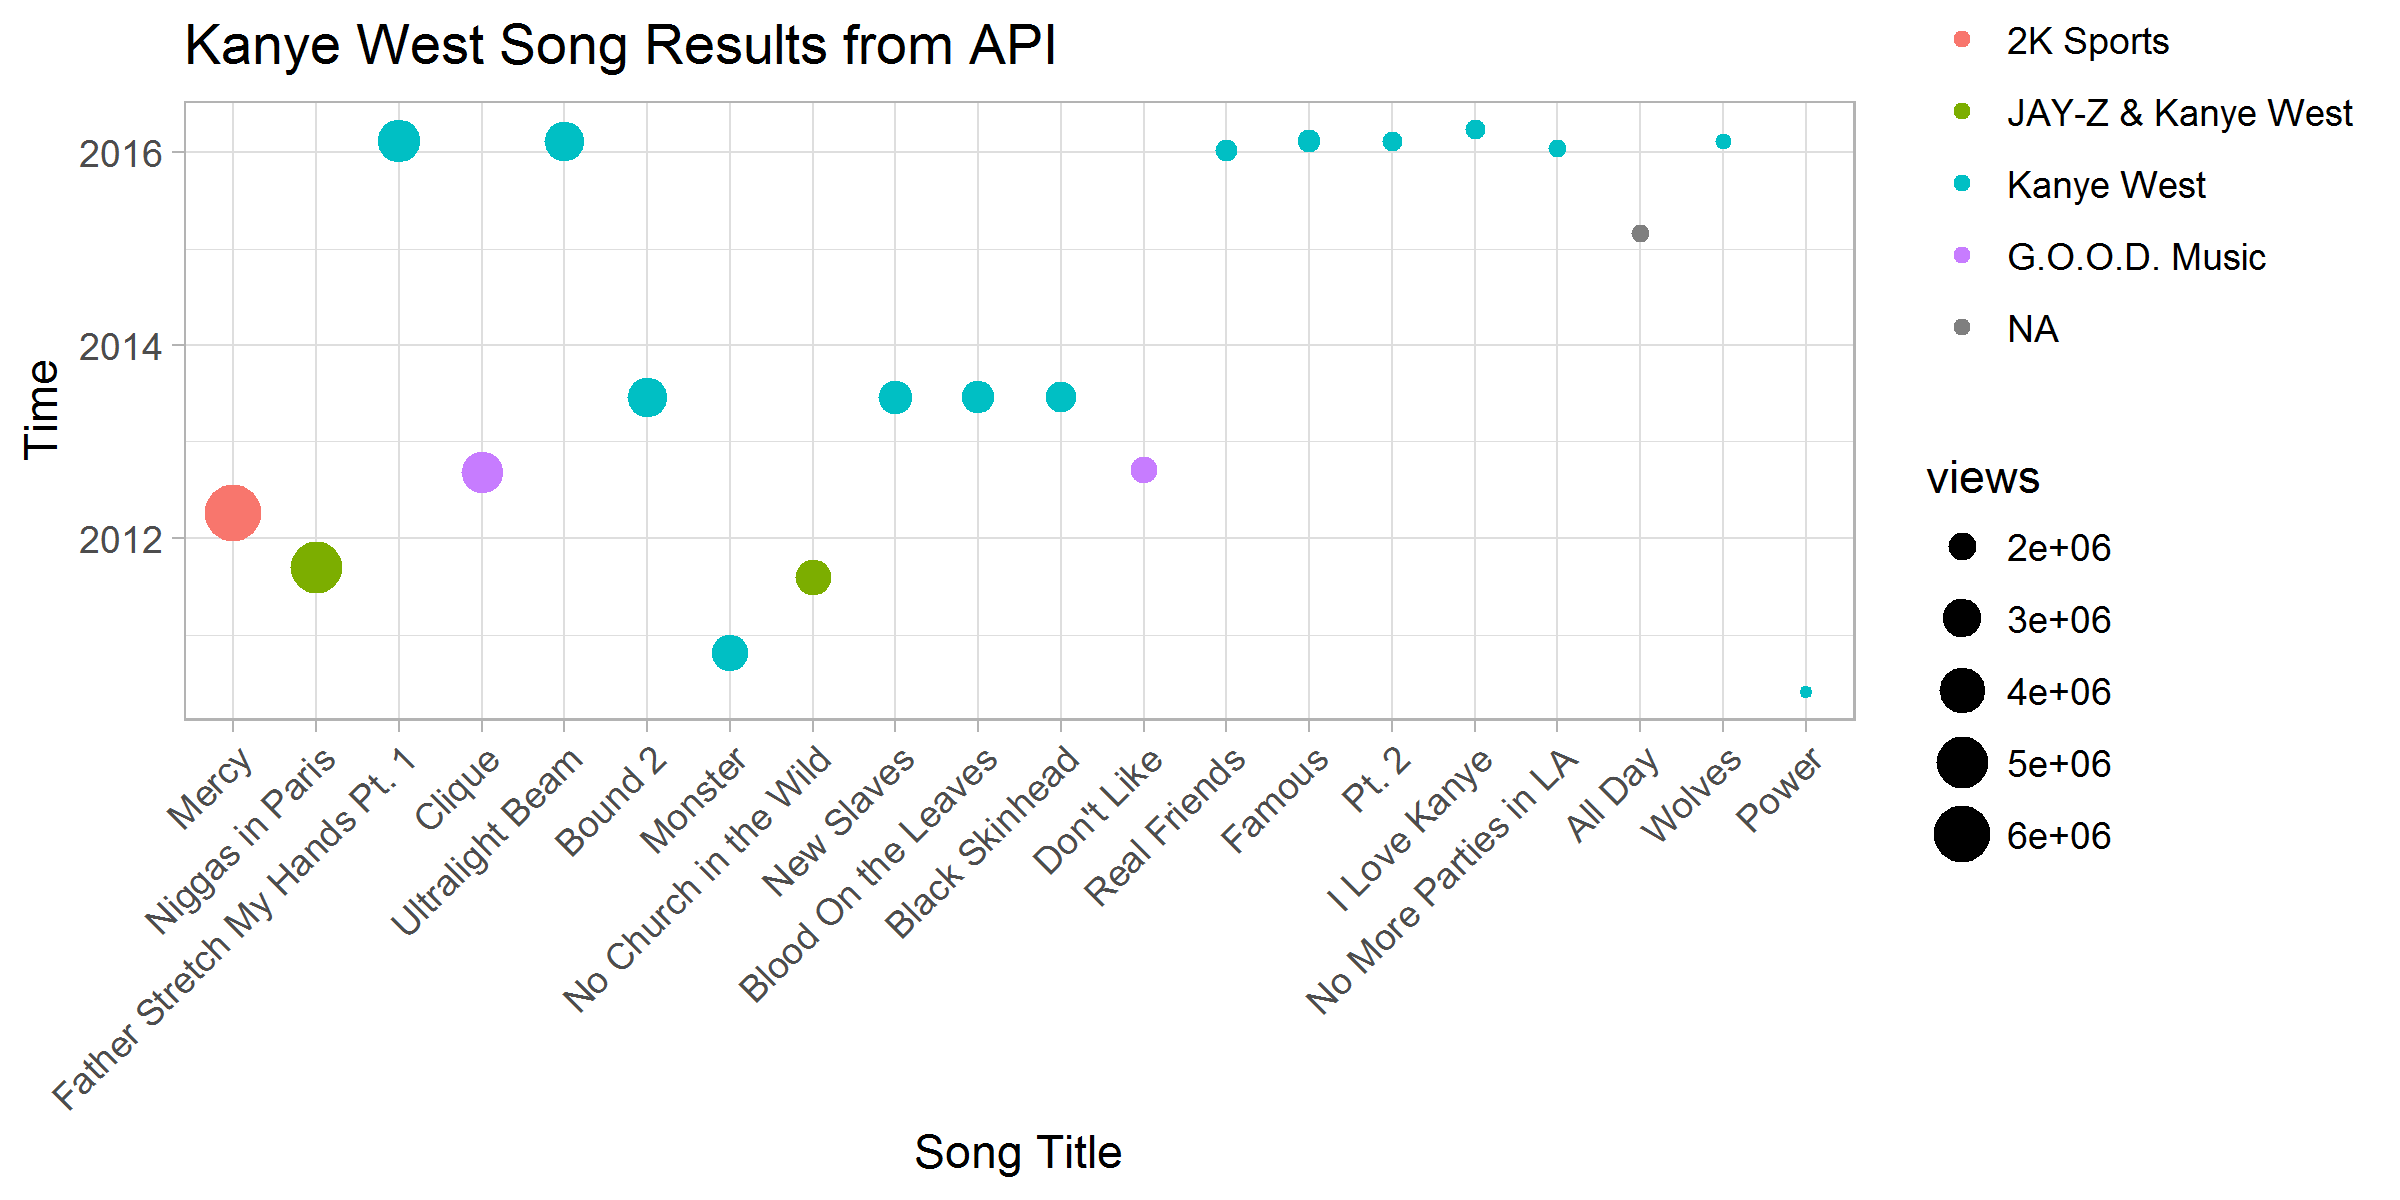 Kanye West Song Results from API
2K Sports
JAY-Z & Kanye West
Kanye West
G.O.O.D. Music
NA
views
2e+06
3e+06
4e+06
5e+06
6e+06
Time
2016
2014
2012
Mercy
Niggas in Paris
Father Stretch My Hands Pt. 1
Clique
Ultralight Beam
Bound 2
Monster
No Church in the Wild
New Slaves
Blood On the Leaves
Black Skinhead
Don't Like
Real Friends
Famous
Pt. 2
I Love Kanye
No More Parties in LA
All Day
Wolves
Power
Song Title